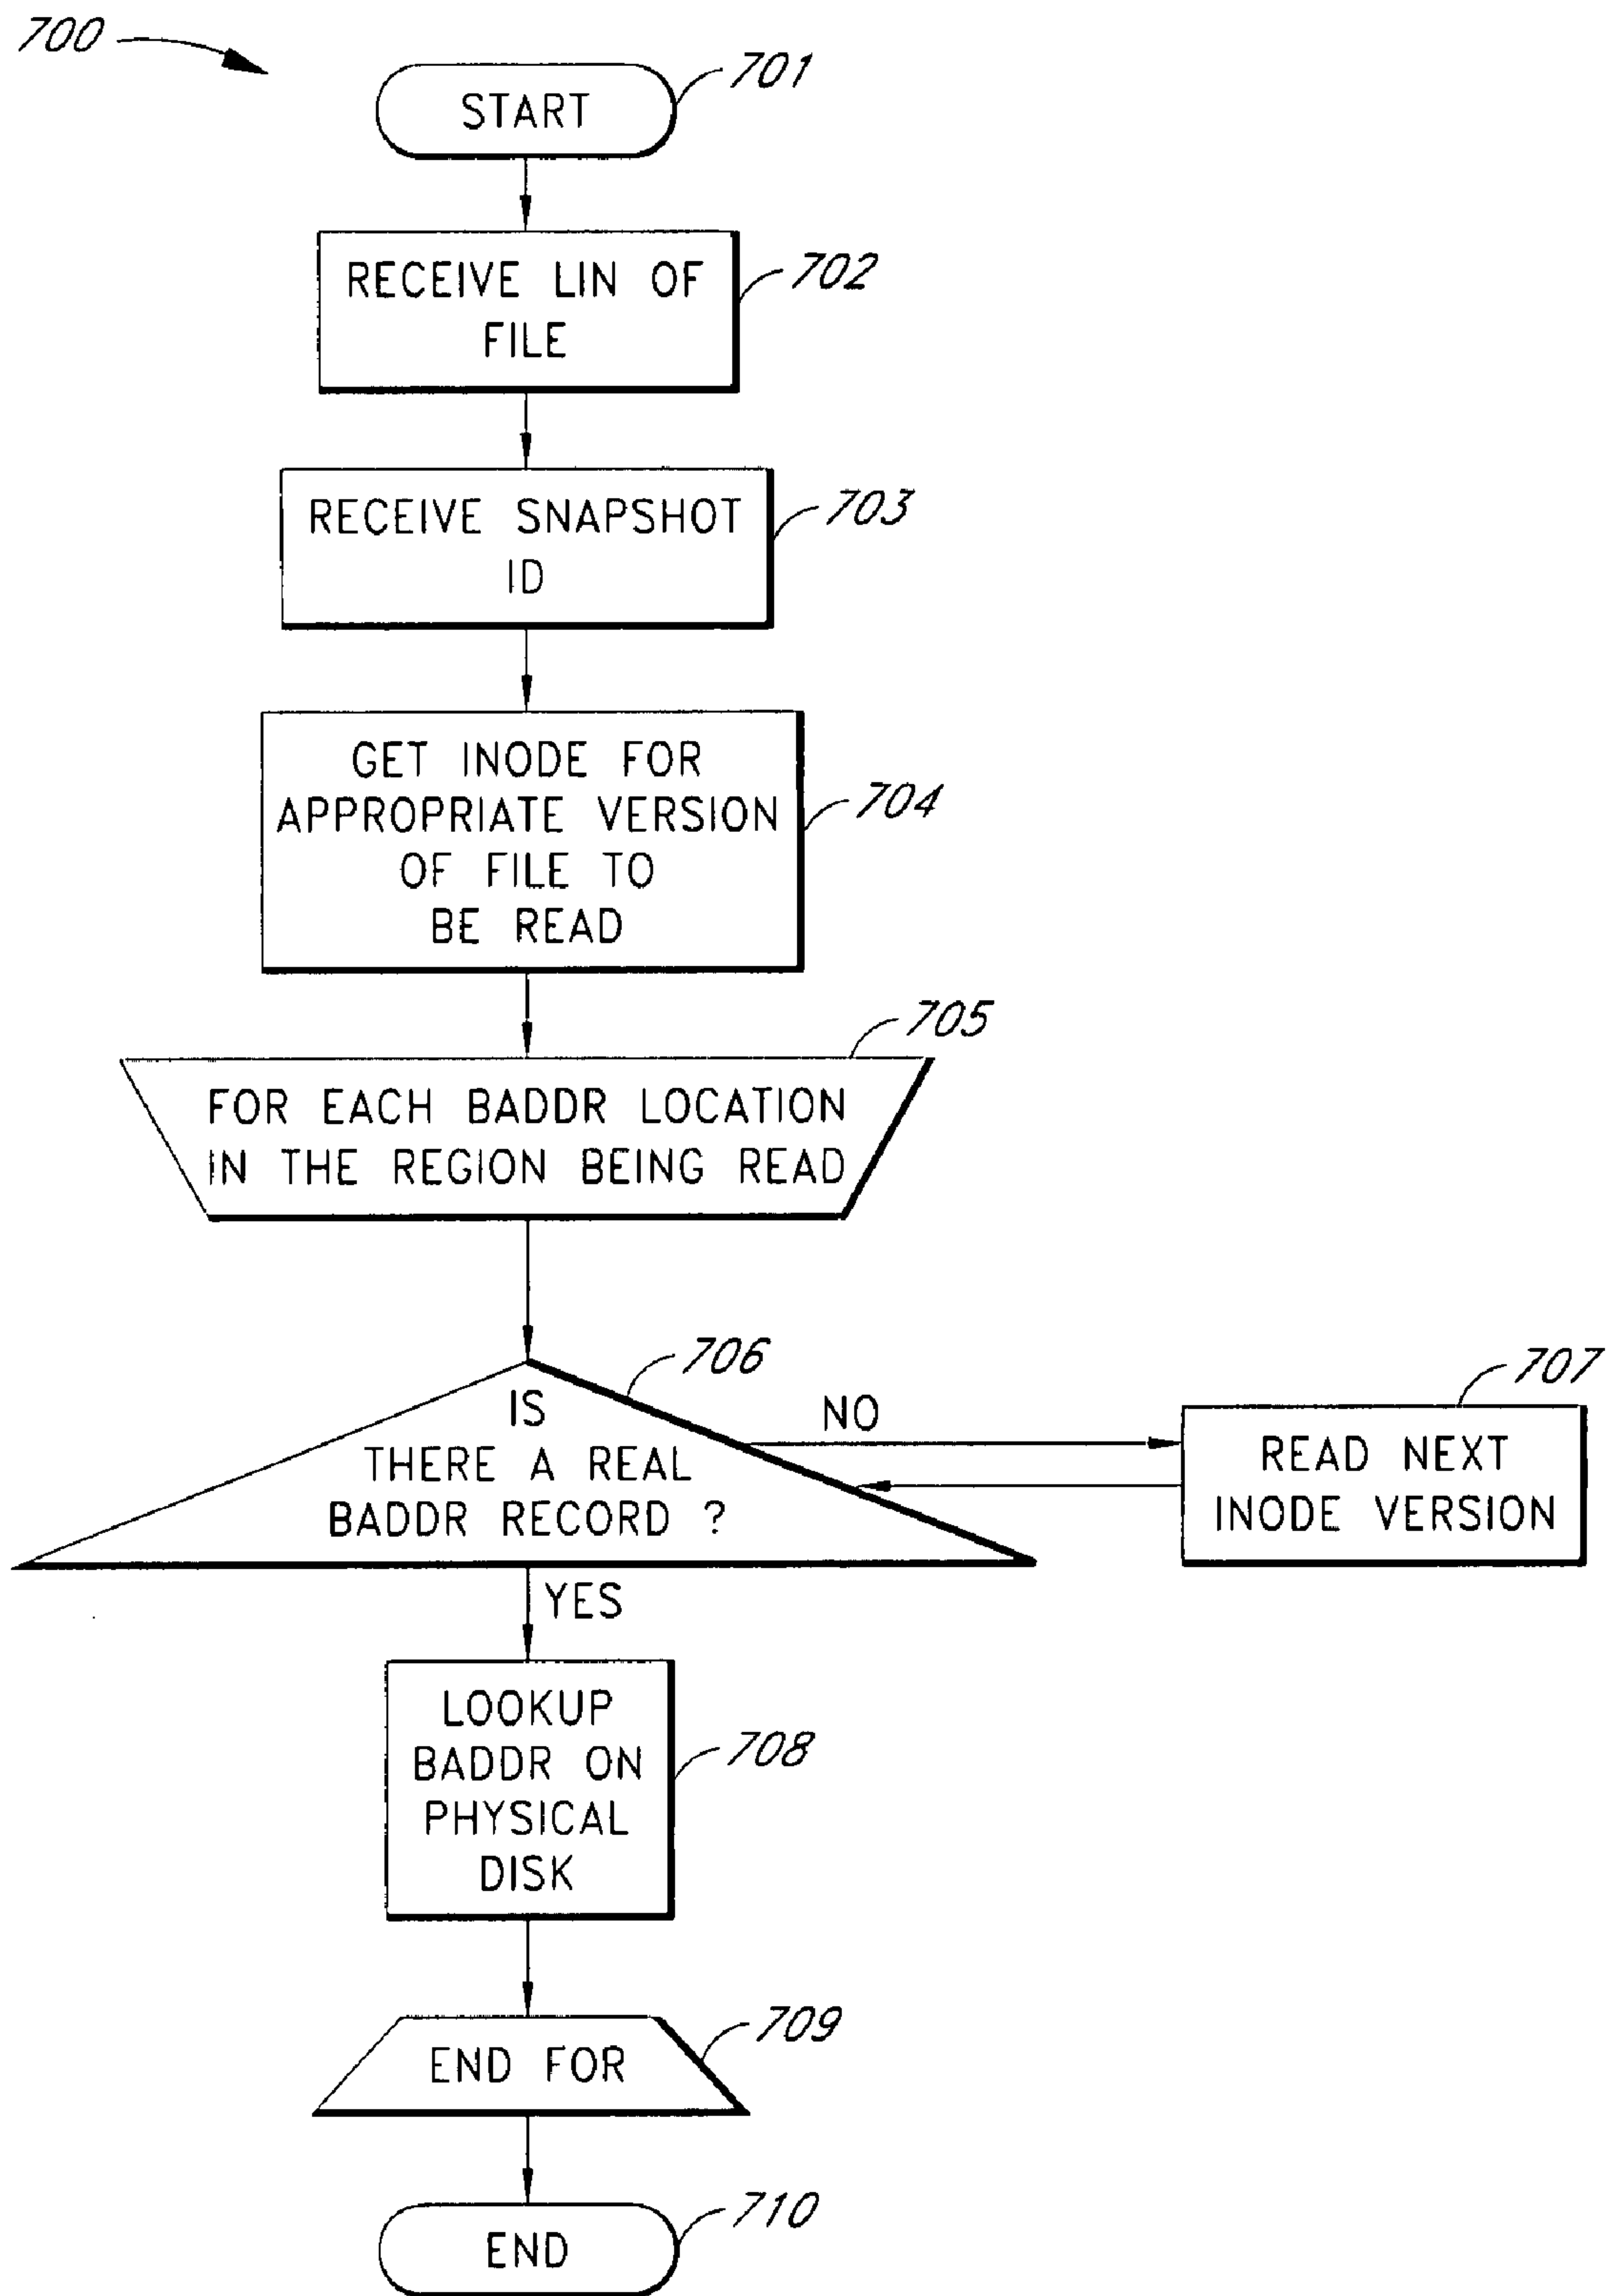 700
701
START
RECEIVE LIN OF
FILE
702
RECEIVE SNAPSHOT
ID
703
GET INODE FOR
APPROPRIATE VERSION
OF FILE TO
BE READ
704
705
FOR EACH BADDR LOCATION
IN THE REGION BEING READ
706
IS
THERE A REAL
BADDR RECORD ?
NO
707
READ NEXT
INODE VERSION
YES
LOOKUP
BADDR ON
PHYSICAL
DISK
708
END FOR
709
END
710